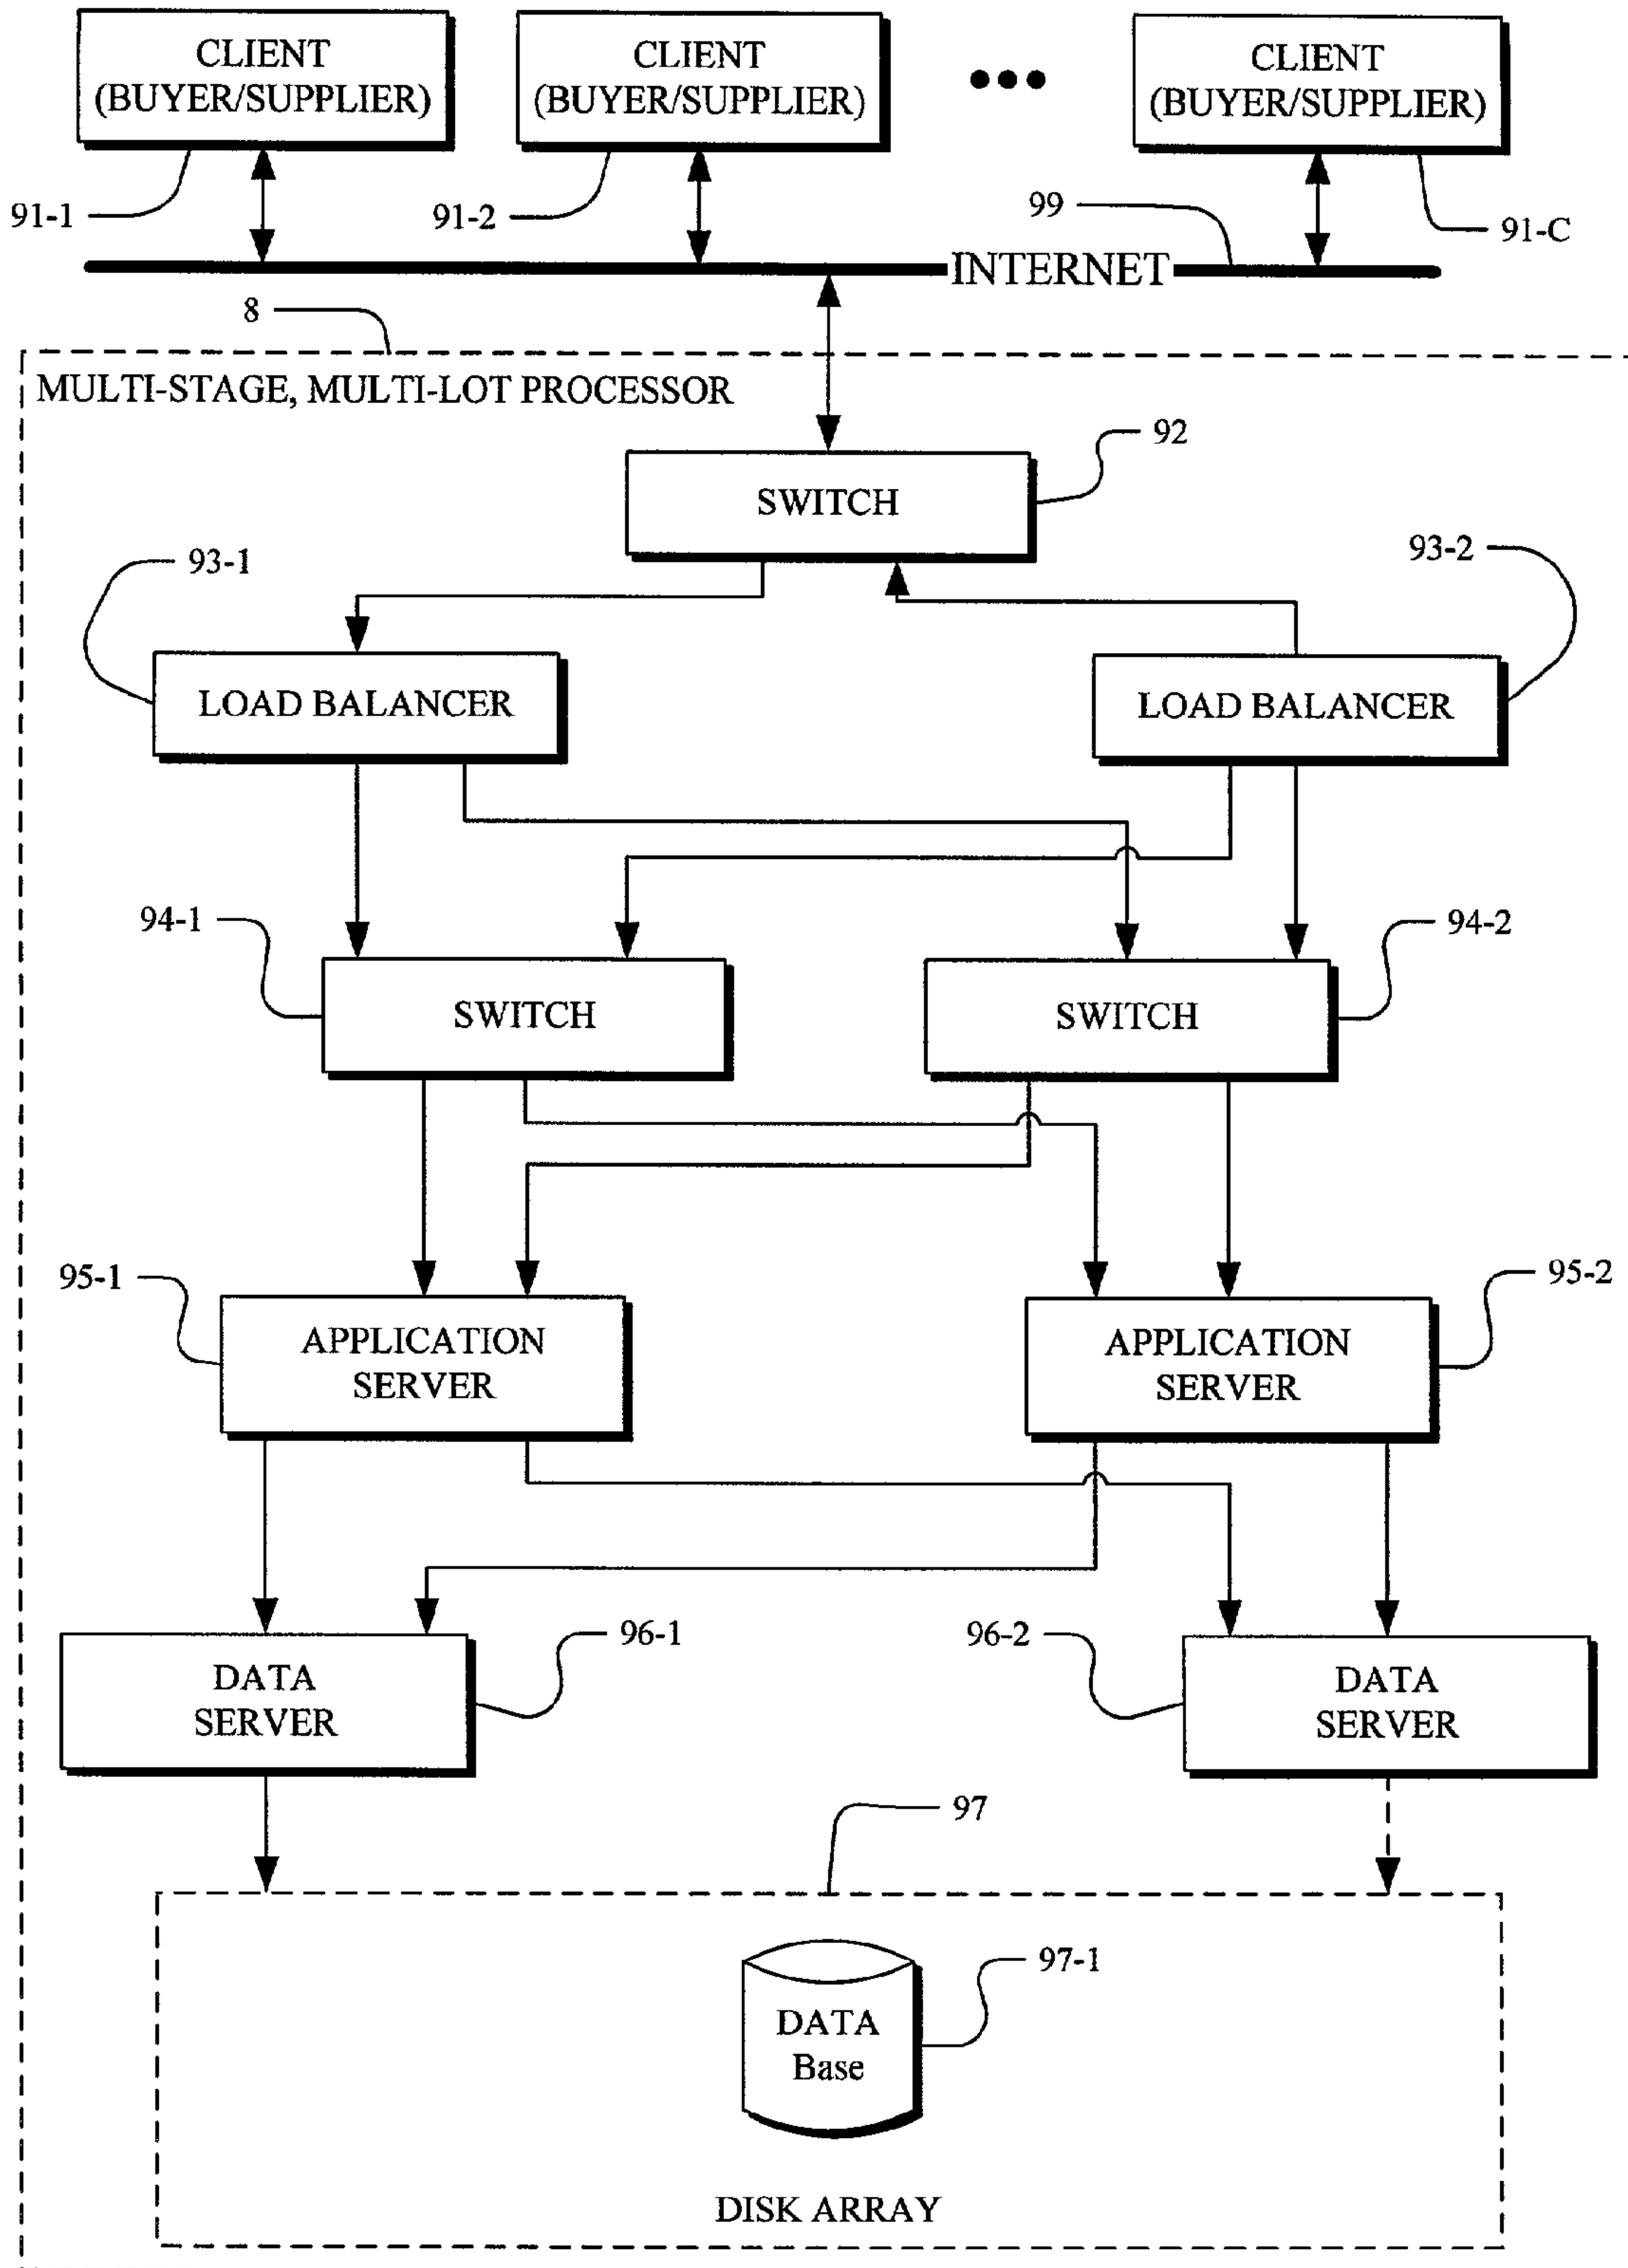 CLIENT
(BUYER/SUPPLIER)
CLIENT
(BUYER/SUPPLIER)
CLIENT
(BUYER/SUPPLIER)
91-1
91-2
99
91-C
INTERNET
8
MULTI-STAGE, MULTI-LOT PROCESSOR
92
SWITCH
93-1
93-2
LOAD BALANCER
LOAD BALANCER
94-1
94-2
SWITCH
SWITCH
95-1
95-2
APPLICATION
SERVER
APPLICATION
SERVER
96-1
96-2
DATA
SERVER
DATA
SERVER
97
97-1
DATA
Base
DISK ARRAY